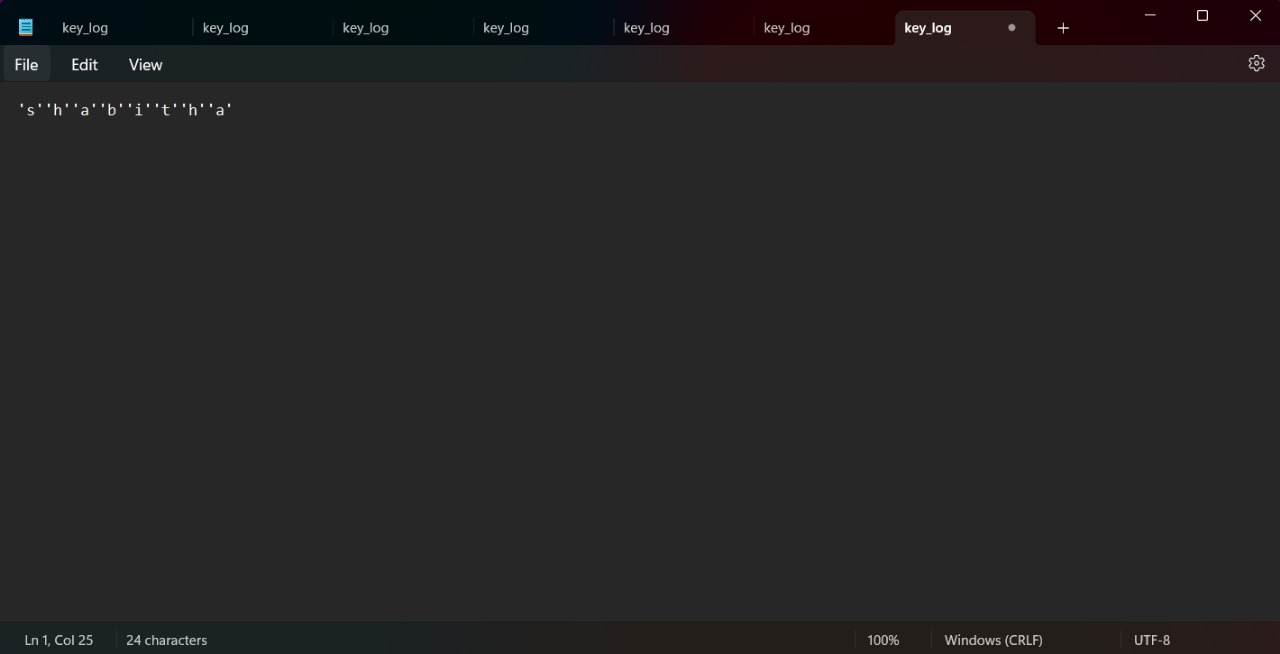 key_log key_log key_log key_log key_log key_log key_log
File Edit View
's''h''a''b''i''t''h''a'
Ln 1, Col 25 24 characters 100% Windows (CRLF) UTF-8